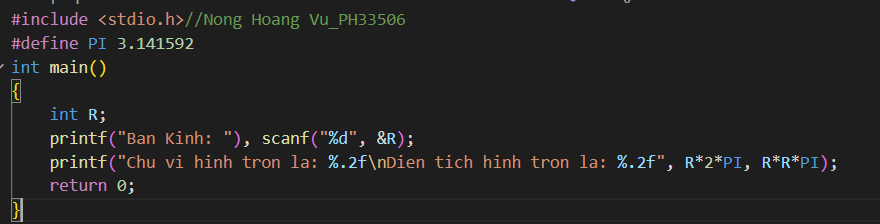 #include <stdio.h>//Nong Hoang Vu_PH33506
#define PI 3.141592
int main()
{
    int R;
    printf("Ban Kinh: "), scanf("%d", &R);
    printf("Chu vi hinh tron la: %.2f\nDien tich hinh tron la: %.2f", R*2*PI, R*R*PI);
    return 0;
}